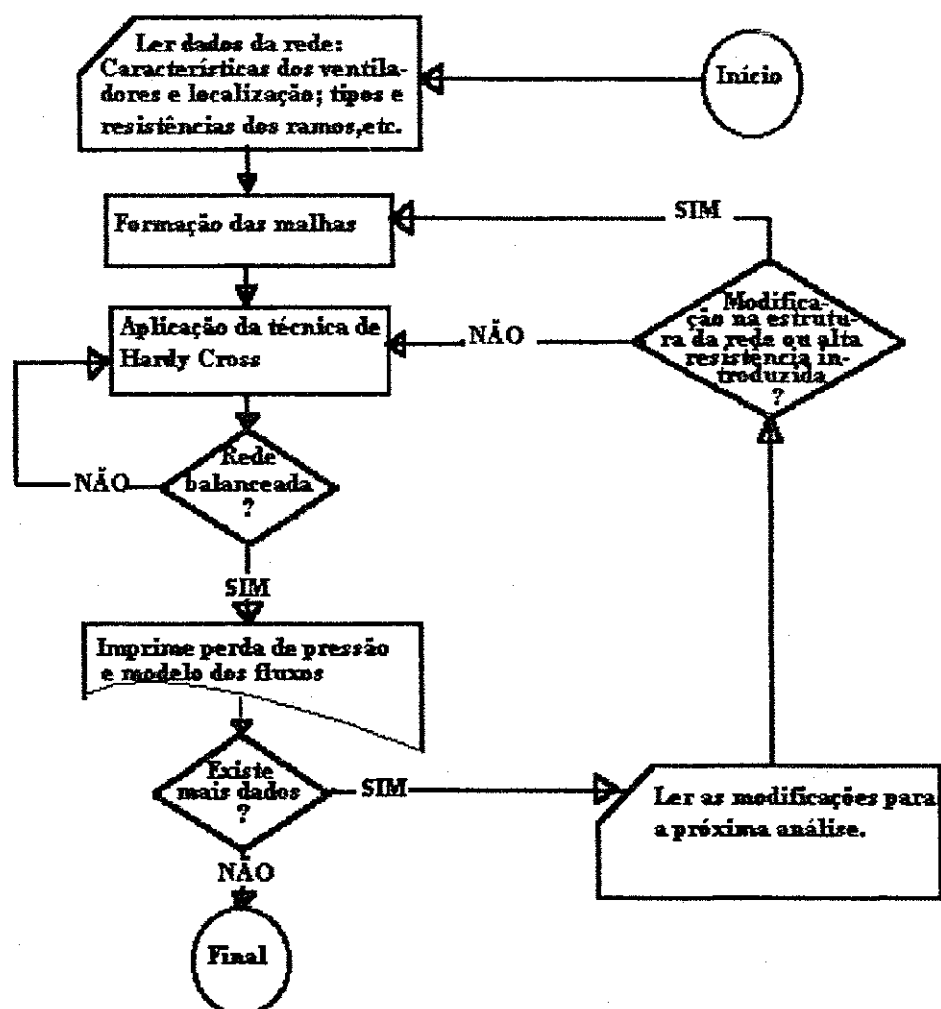 Ler dados da rede:
Características dos ventila-
dores e localização; tipos e
resistências dos ramos,etc.
Início
Formação das malhas
SIM
Aplicação da técnica de
Hardy Cross
NÃO
Modifica-
ção na estrutu-
ra da rede ou alta
resistência in-
troduzida
?
Rede
balanceada
?
NÃO
SIM
Imprime perda de pressão
e modelo dos fluxos
Existe
mais dados
?
SIM
Ler as modificações para
a próxima análise.
NÃO
Final